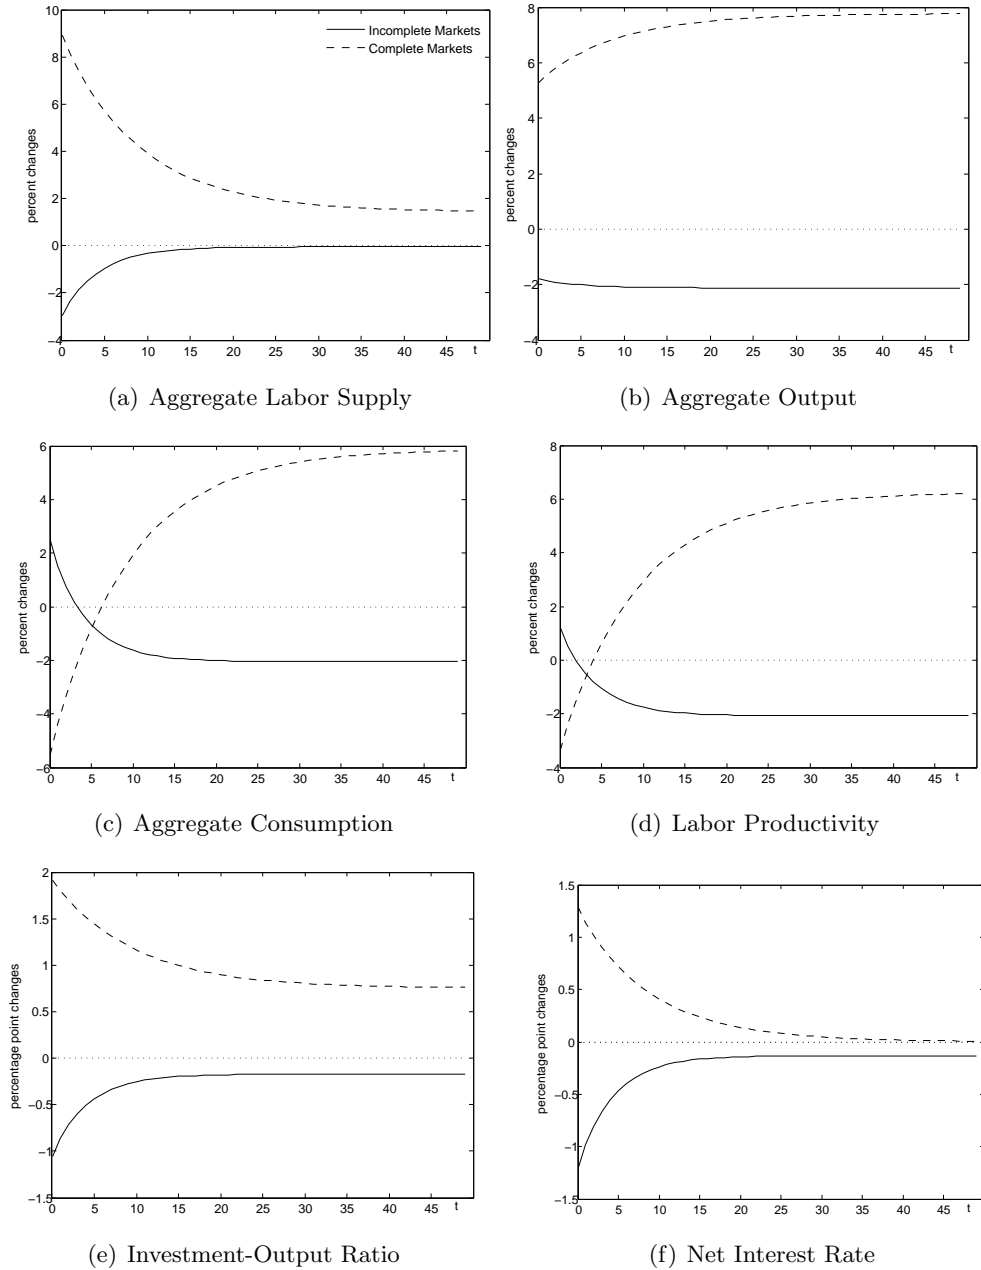 10
8
6
4
2
0
−2
−4
percent changes
Incomplete Markets
Complete Markets
0 5 10 15 20 25 30 35 40 45 t
(a) Aggregate Labor Supply
8
6
4
2
0
−2
−4
percent changes
0 5 10 15 20 25 30 35 40 45 t
(b) Aggregate Output
6
4
2
0
−2
−4
−6
percent changes
0 5 10 15 20 25 30 35 40 45 t
(c) Aggregate Consumption
8
6
4
2
0
−2
−4
percent changes
0 5 10 15 20 25 30 35 40 45 t
(d) Labor Productivity
2
1.5
1
0.5
0
−0.5
−1
−1.5
percentage point changes
0 5 10 15 20 25 30 35 40 45 t
(e) Investment-Output Ratio
1.5
1
0.5
0
−0.5
−1
−1.5
percentage point changes
0 5 10 15 20 25 30 35 40 45 t
(f) Net Interest Rate